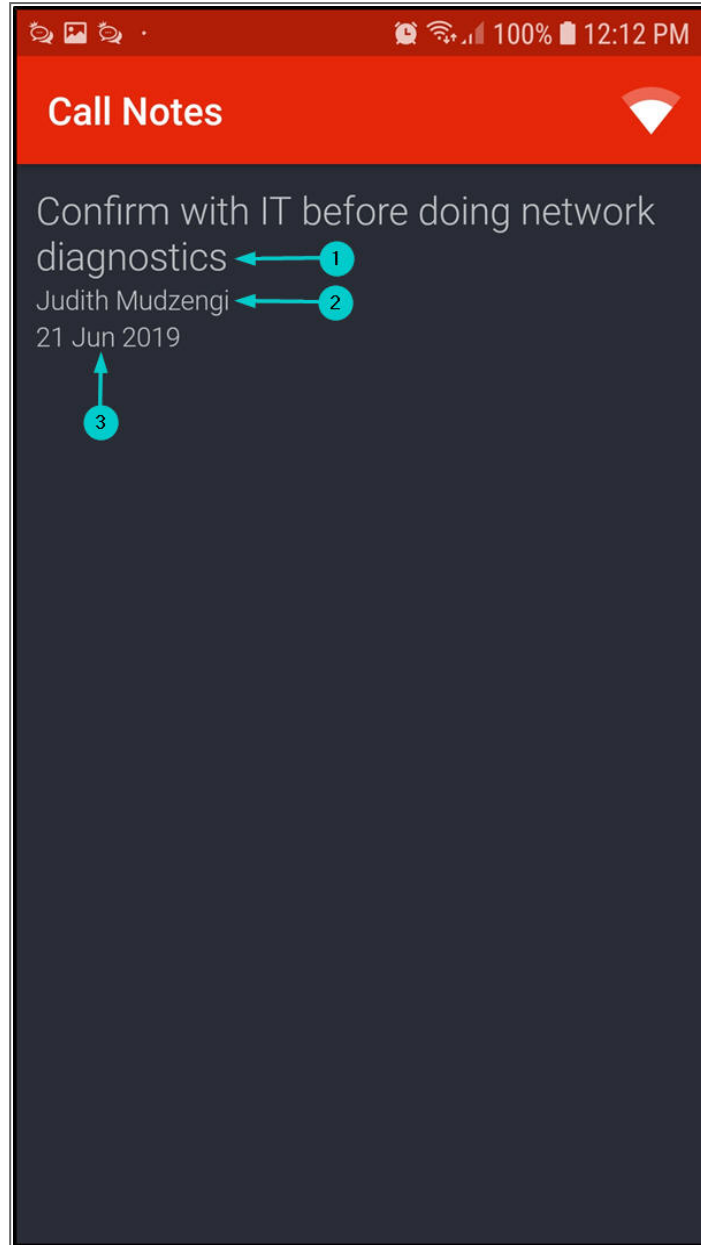 100% 12:12 PM
Call Notes
Confirm with IT before doing network
diagnostics 1
Judith Mudzengi 2
21 Jun 2019
3